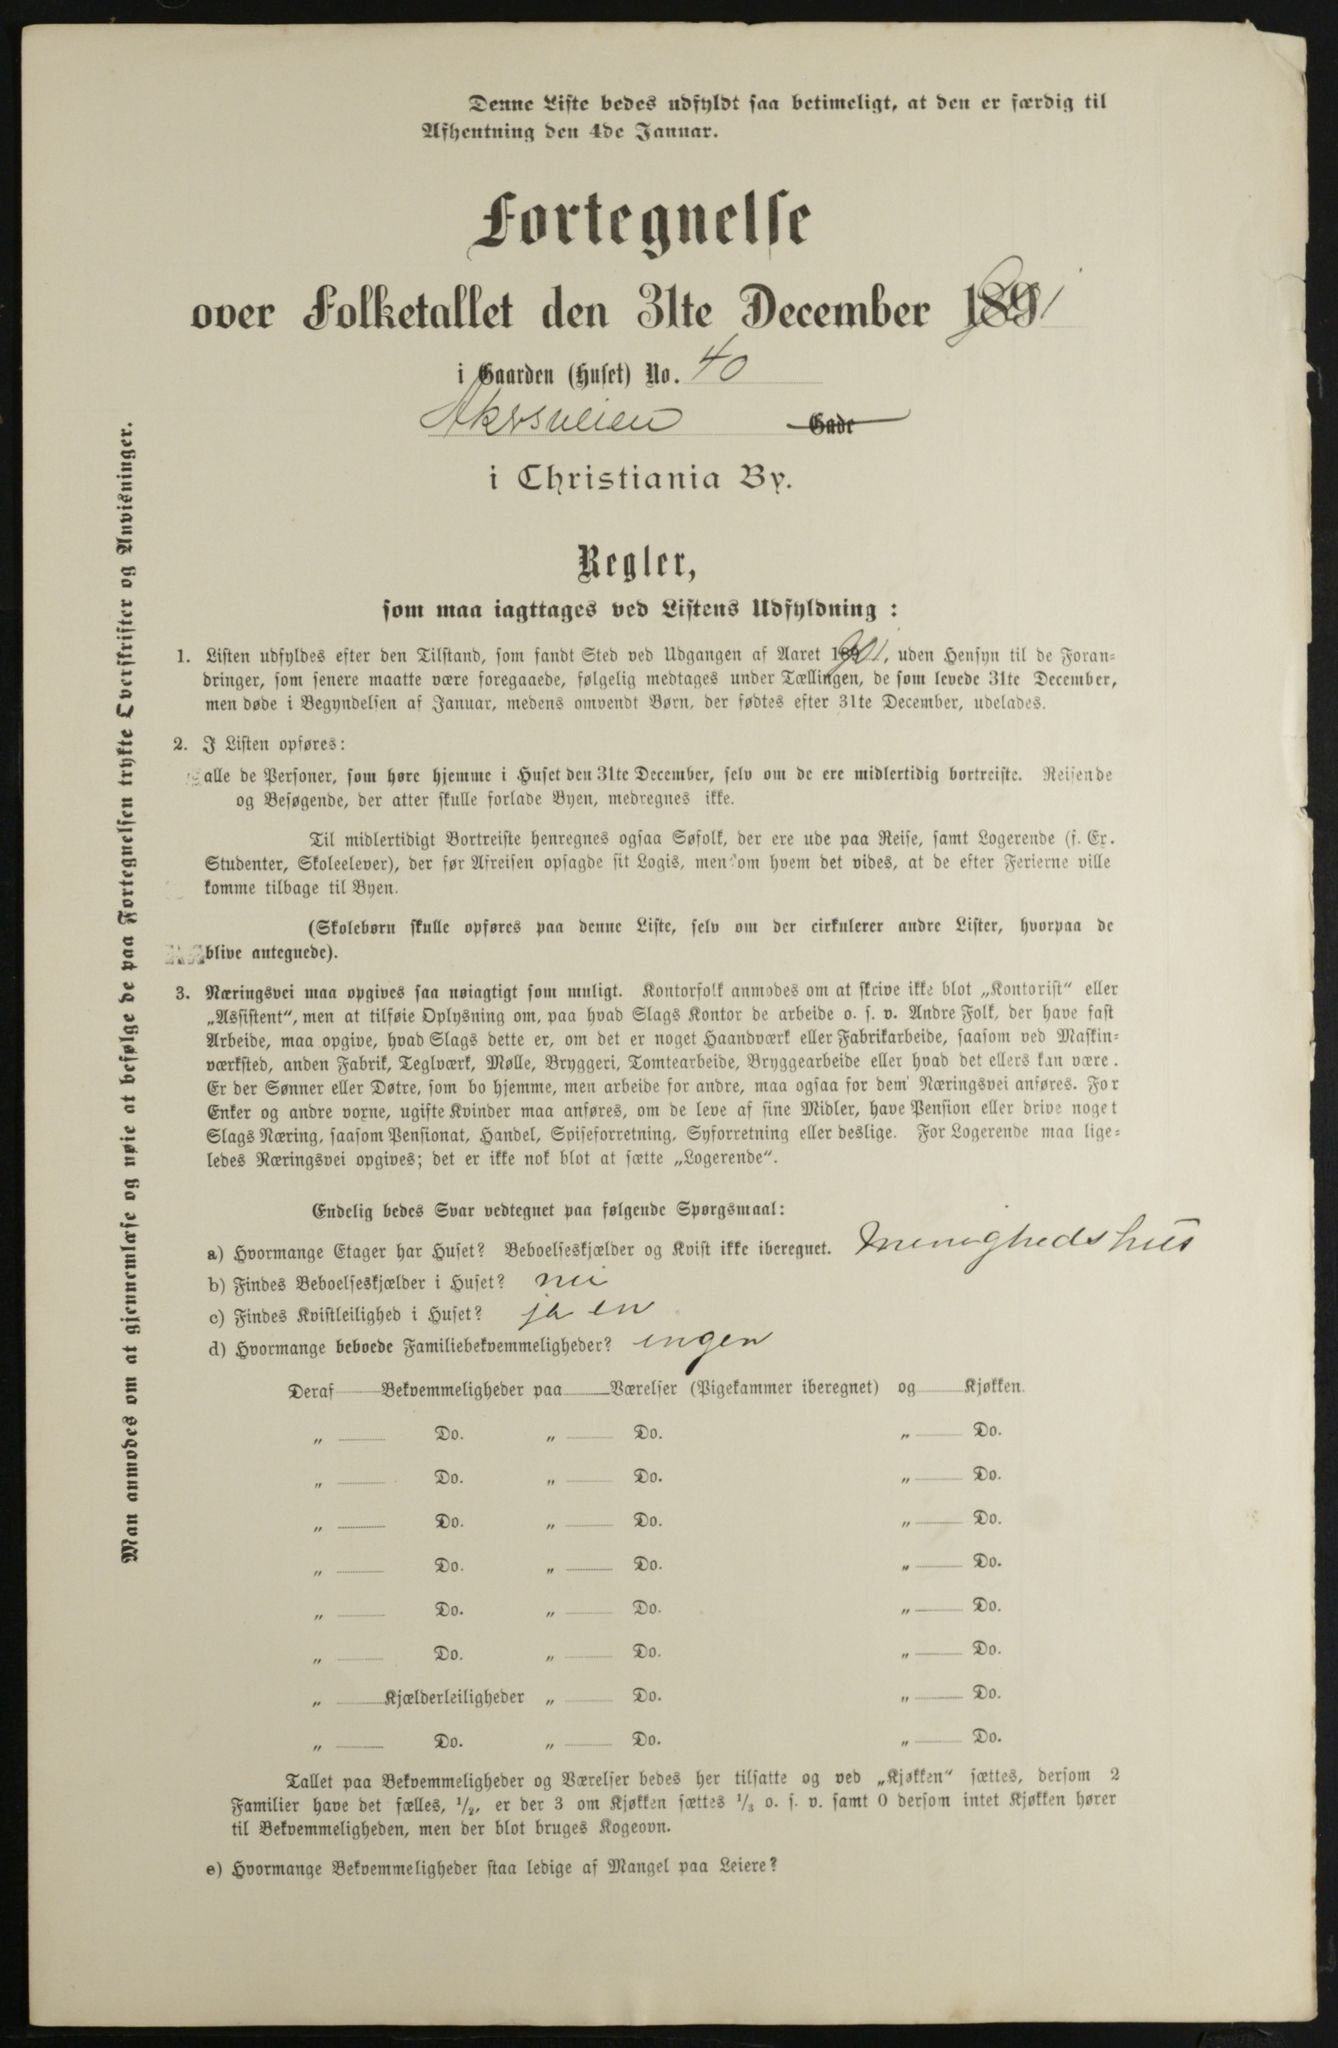 Denne Liste bedes udfyldt saa betimeligt, at den er færdig til
Afhentning den 4de Januar.
Fortegnelse
over Folketallet den 31te December 1891
i Gaarden (Huset) No. 40
Akersveien Gade
i Christiania By.
Regler,
som maa iagttages ved Listens Udfyldning:
1. Listen udfyldes efter den Tilstand, som fandt Sted ved Udgangen af Aaret 189 901, uden Hensyn til de Foran-
dringer, som senere maatte være foregaaede, følgelig medtages under Tællingen, de som levede 31te December,
men døde i Begyndelsen af Januar, medens omvendt Børn, der fødtes efter 31te December, udelades.
2. I Listen opføres:
alle de Personer, som høre hjemme i Huset den 31te December, selv om de ere midlertidig bortreiste. Reisende
og Besøgende, der atter skulle forlade Byen, medregnes ikke.
Til midlertidigt Bortreiste henregnes ogsaa Søfolk, der ere ude paa Reise, samt Logerende (f. Ex.
Studenter, Skoleelever), der før Afreisen opsagde sit Logis, men om hvem det vides, at de efter Ferierne ville
komme tilbage til Byen.
(Skolebørn skulle opføres paa denne Liste, selv om der cirkulerer andre Lister, hvorpaa de
blive antegnede).
3. Næringsvei maa opgives saa nøiagtigt som muligt. Kontorfolk anmodes om at skrive ikke blot „Kontorist“ eller
„Assistent“, men at tilføie Oplysning om, paa hvad Slags Kontor de arbeide o. s. v. Andre Folk, der have fast
Arbeide, maa opgive, hvad Slags dette er, om det er noget Haandværk eller Fabrikarbeide, saasom ved Maskin-
værksted, anden Fabrik, Teglværk, Mølle, Bryggeri, Tomtearbeide, Bryggearbeide eller hvad det ellers kan være.
Er der Sønner eller Døtre, som bo hjemme, men arbeide for andre, maa ogsaa for dem Næringsvei anføres. For
Enker og andre voxne, ugifte Kvinder maa anføres, om de leve af sine Midler, have Pension eller drive noget
Slags Næring, saasom Pensionat, Handel, Spiseforretning, Syforretning eller deslige. For Logerende maa lige-
ledes Næringsvei opgives; det er ikke nok blot at sætte „Logerende“.
Endelig bedes Svar vedtegnet paa følgende Spørgsmaal:
a) Hvormange Etager har Huset? Beboelseskjælder og Kvist ikke iberegnet. Menighedshus
b) Findes Beboelseskjælder i Huset? nei
c) Findes Kvistleilighed i Huset? ja en
d) Hvormange beboede Familiebekvemmeligheder? ingen
Deraf Bekvemmeligheder paa Værelser (Pigekammer iberegnet) og Kjøkken.
„ Do. „ Do. „ Do.
„ Do. „ Do. „ Do.
„ Do. „ Do. „ Do.
„ Do. „ Do. „ Do.
„ Do. „ Do. „ Do.
„ Do. „ Do. „ Do.
„ Kjælderleiligheder „ Do. „ Do.
„ Do. „ Do. „ Do.
Tallet paa Bekvemmeligheder og Værelser bedes her tilsatte og ved „Kjøkken“ sættes, dersom 2
Familier have det fælles, 1/2, er der 3 om Kjøkken sættes 1/3 o. s. v. samt 0 dersom intet Kjøkken hører
til Bekvemmeligheden, men der blot bruges Kogeovn.
e) Hvormange Bekvemmeligheder staa ledige af Mangel paa Leiere?
Man anmodes om at gjennemlæse og nøie at befølge de paa Fortegnelsen trykte Overskrifter og Anvisninger.